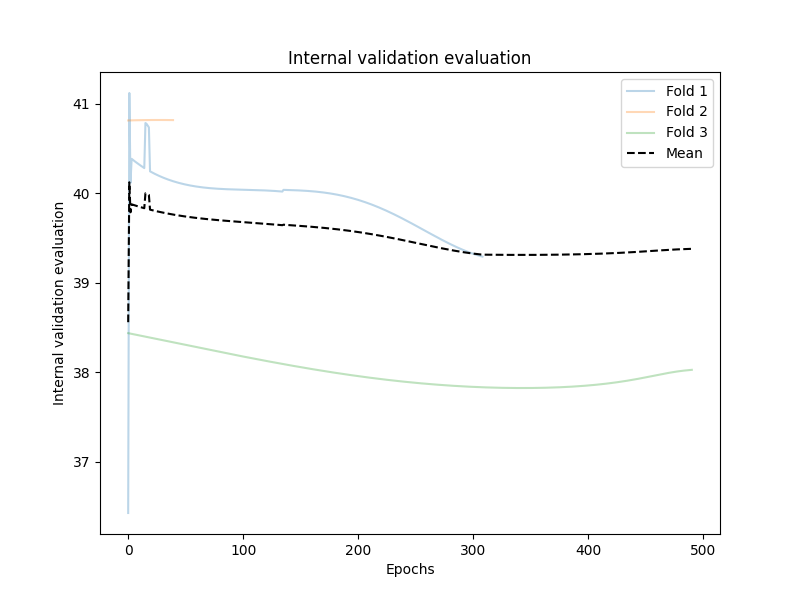 Internal validation evaluation
Internal validation evaluation
41
40
39
38
37
0
100
200
300
400
500
Epochs
Fold 1
Fold 2
Fold 3
Mean